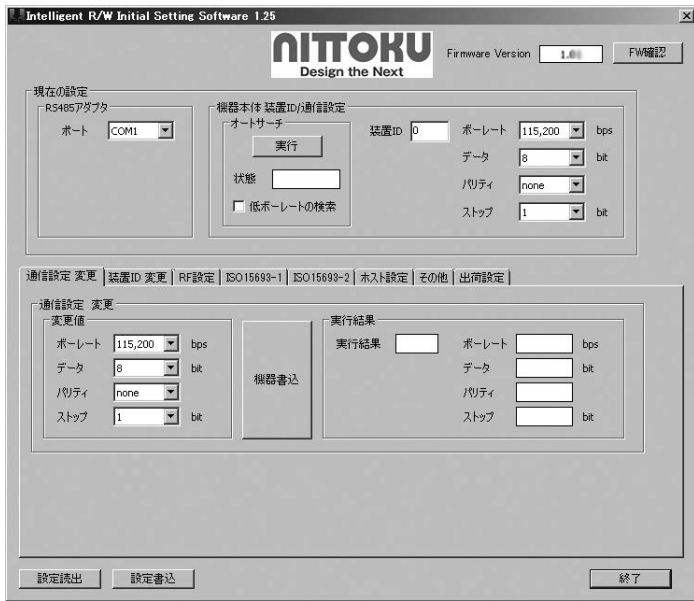 Intelligent R/W Initial Setting Software 1.25
NITTOKU
Design the Next
Firmware Version
FW確認
現在の設定
RS485アダプタ
ポート COM1
機器本体 装置ID/通信設定
オートサーチ
実行
状態
低ボーレートの検索
装置ID 0
ボーレート 115,200 bps
データ 8 bit
パリティ none
ストップ 1 bit
通信設定 変更 装置ID 変更 RF設定 ISO15693-1 ISO15693-2 ホスト設定 その他 出荷設定
通信設定 変更
変更値
ボーレート 115,200 bps
データ 8 bit
パリティ none
ストップ 1 bit
機器書込
実行結果
実行結果
ボーレート bps
データ bit
パリティ
ストップ bit
設定読出 設定書込 終了